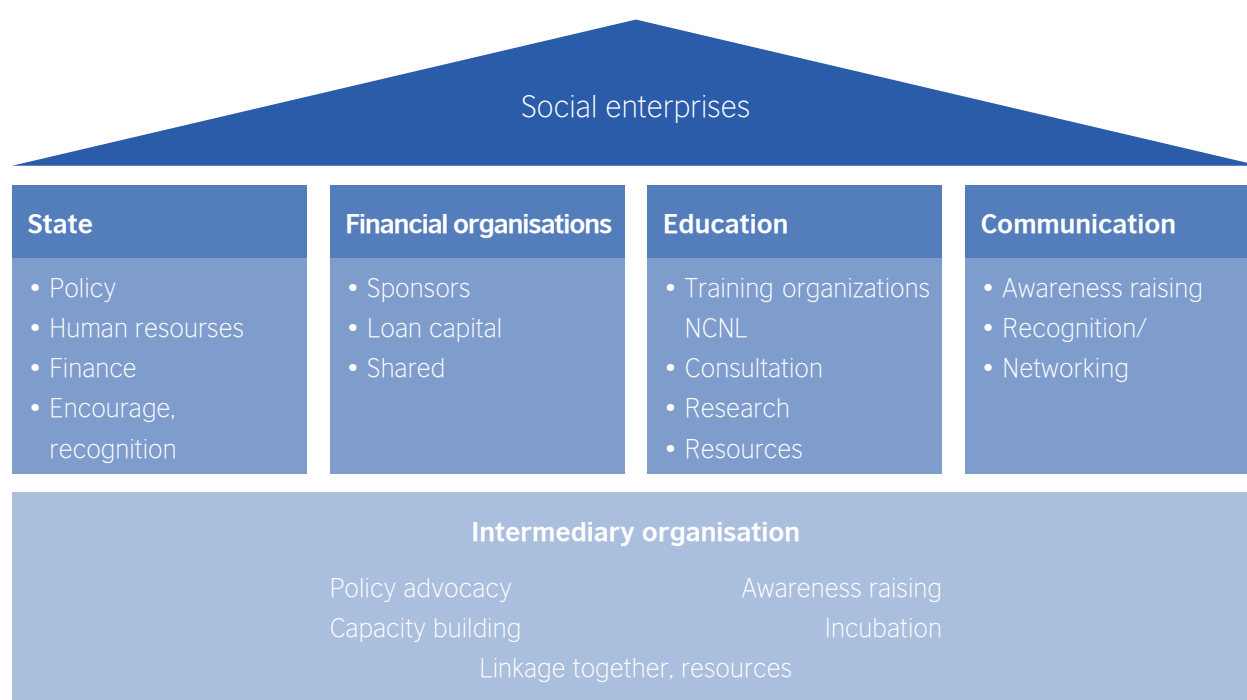 Social enterprises
State
• Policy
• Human resourses
• Finance
• Encourage,
recognition
Financial organisations
• Sponsors
• Loan capital
• Shared
Education
• Training organizations
NCNL
• Consultation
• Research
• Resources
Communication
• Awareness raising
• Recognition/
• Networking
Intermediary organisation
Policy advocacy
Awareness raising
Capacity building
Incubation
Linkage together, resources